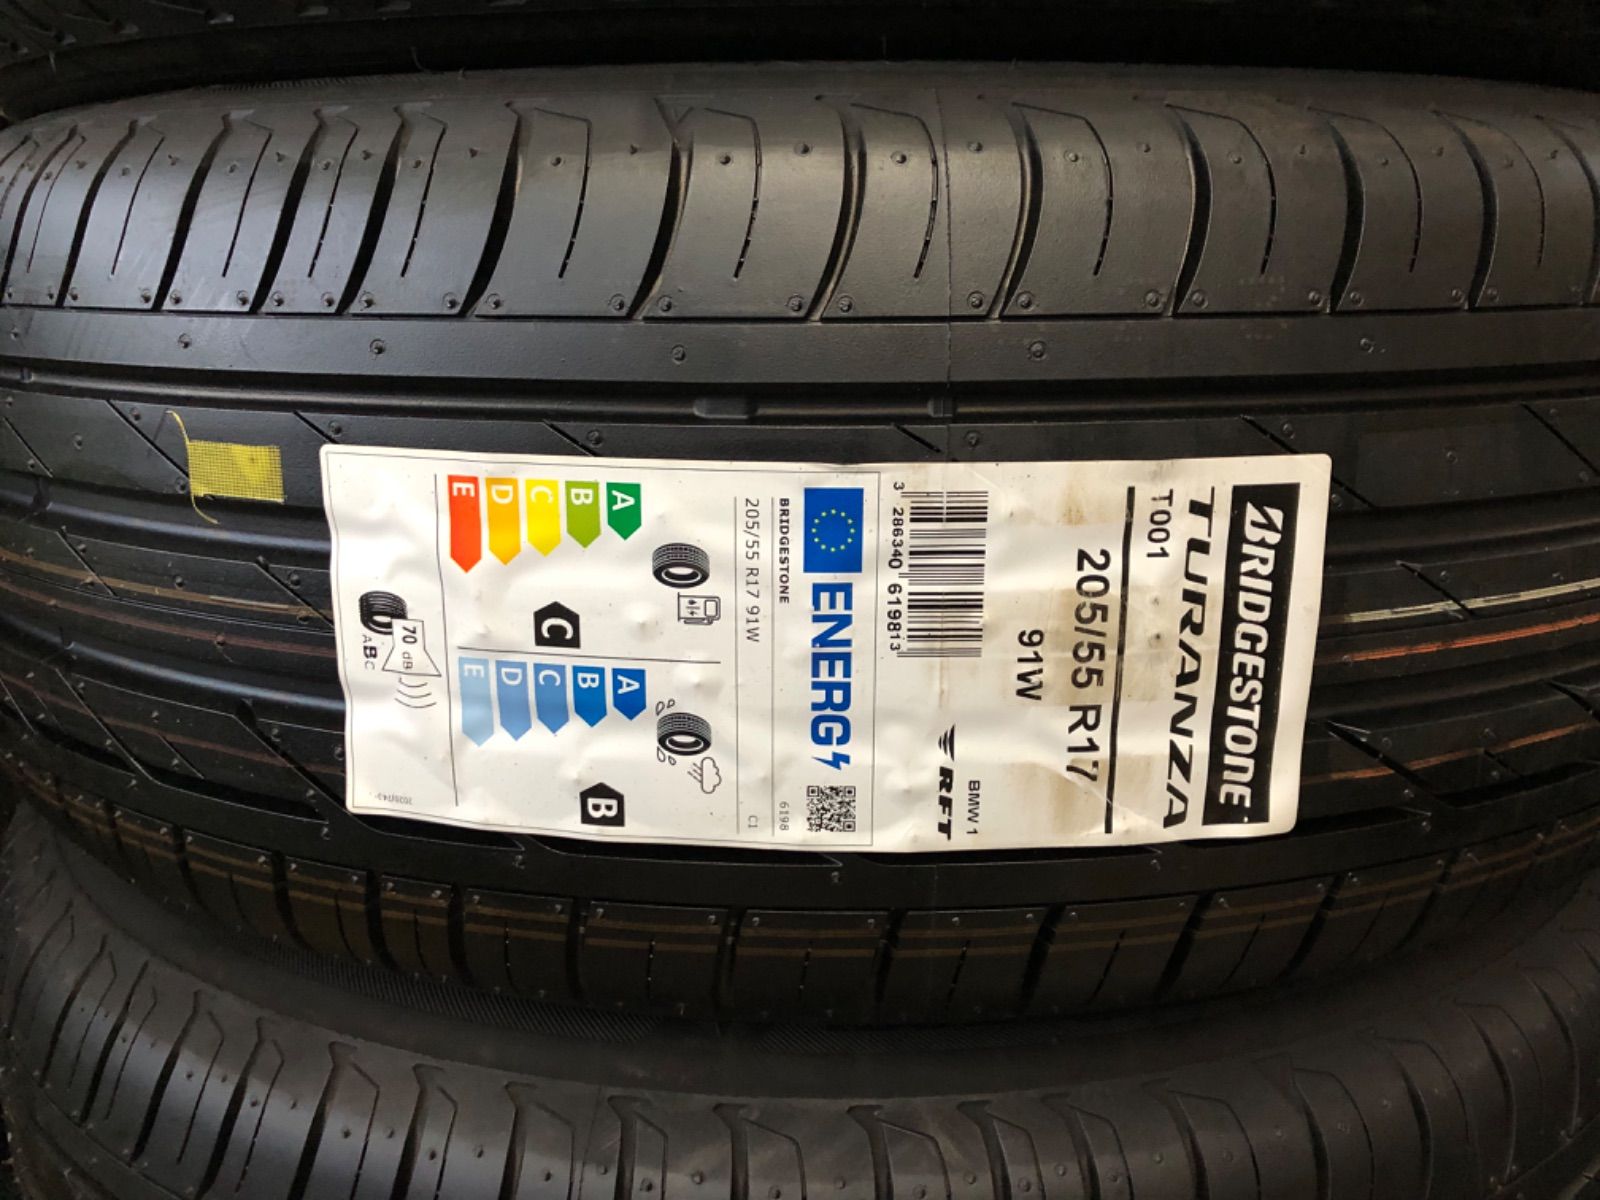 BRIDGESTONE
TURANZA
T001
205/55 R17
91W
BMW 1
RFT
3 286340 619813
ENERG
BRIDGESTONE
6198
205/55 R17 91W
C1
A
B
C
D
E
C
A
B
C
D
E
B
70 dB
ABC